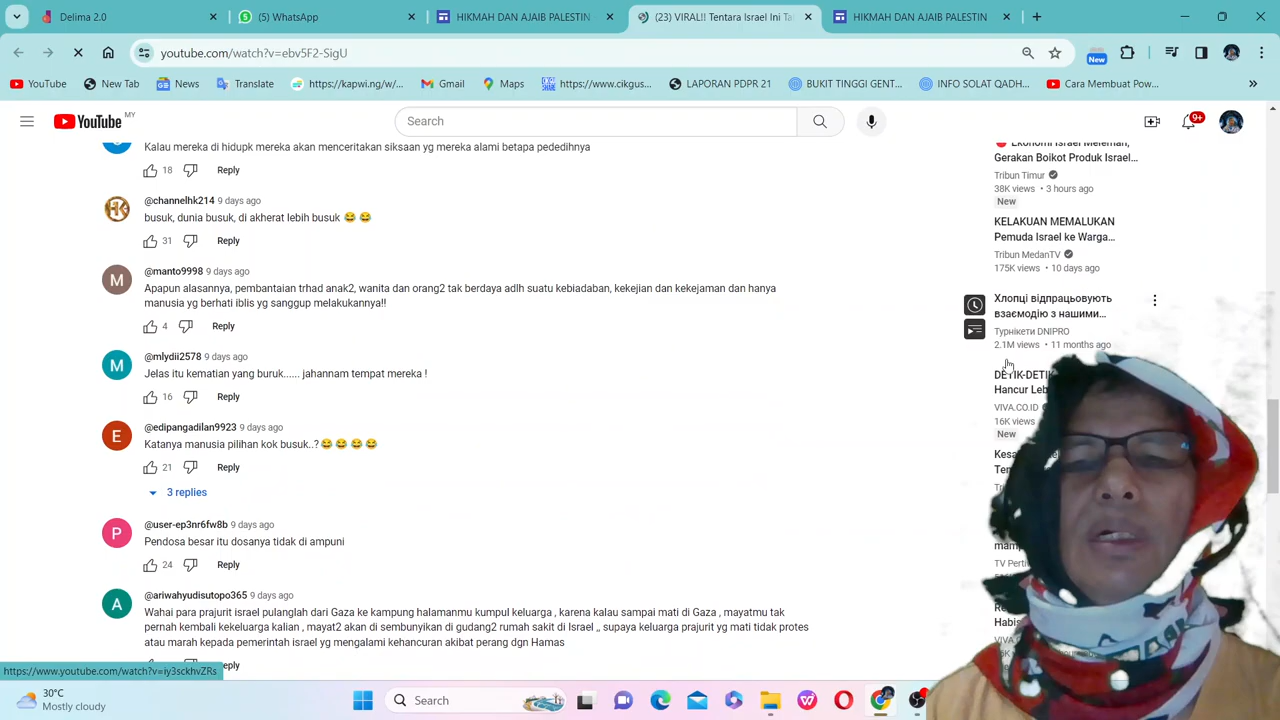 Delima 2.0
(5) WhatsApp
HIKMAH DAN AJAIB PALESTIN
(23) VIRAL!! Tentara Israel Ini Ta
HIKMAH DAN AJAIB PALESTIN
youtube.com/watch?v=ebv5F2-SigU
New
YouTube
New Tab
News
Translate
https://kapwi.ng/w/...
Gmail
Maps
https://www.cikgus...
LAPORAN PDPR 21
BUKIT TINGGI GENT...
INFO SOLAT QADH...
Cara Membuat Pow...
YouTube MY
Search
9+
Kalau mereka di hidupk mereka akan menceritakan siksaan yg mereka alami betapa pededihnya
18 Reply
@channelhk214 9 days ago
busuk, dunia busuk, di akherat lebih busuk 😂 😂
31 Reply
@manto9998 9 days ago
Apapun alasannya, pembantaian trhad anak2, wanita dan orang2 tak berdaya adlh suatu kebiadaban, kekejian dan kekejaman dan hanya
manusia yg berhati iblis yg sanggup melakukannya!!
4 Reply
@mlydii2578 9 days ago
Jelas itu kematian yang buruk...... jahannam tempat mereka !
16 Reply
@edipangadilan9923 9 days ago
Katanya manusia pilihan kok busuk..? 😂 😂 😂 😂
21 Reply
3 replies
@user-ep3nr6fw8b 9 days ago
Pendosa besar itu dosanya tidak di ampuni
24 Reply
@ariwahyudisutopo365 9 days ago
Wahai para prajurit israel pulanglah dari Gaza ke kampung halamanmu kumpul keluarga , karena kalau sampai mati di Gaza , mayatmu tak
pernah kembali kekeluarga kalian , mayat2 akan di sembunyikan di gudang2 rumah sakit di Israel ,, supaya keluarga prajurit yg mati tidak protes
atau marah kepada pemerintah israel yg mengalami kehancuran akibat perang dgn Hamas
Ekonomi Israel Meleman,
Gerakan Boikot Produk Israel...
Tribun Timur
38K views • 3 hours ago
New
KELAKUAN MEMALUKAN
Pemuda Israel ke Warga...
Tribun MedanTV
175K views • 10 days ago
Хлопці відпрацьовують
взаємодію з нашими...
Турнікети DNIPRO
2.1M views • 11 months ago
DETIK-DETIK
Hancur Leb
VIVA.CO.ID
16K views
New
Kesa
Ten
TV Pert
Habis
https://www.youtube.com/watch?v=iy3sckhvZRs
30°C
Mostly cloudy
Search